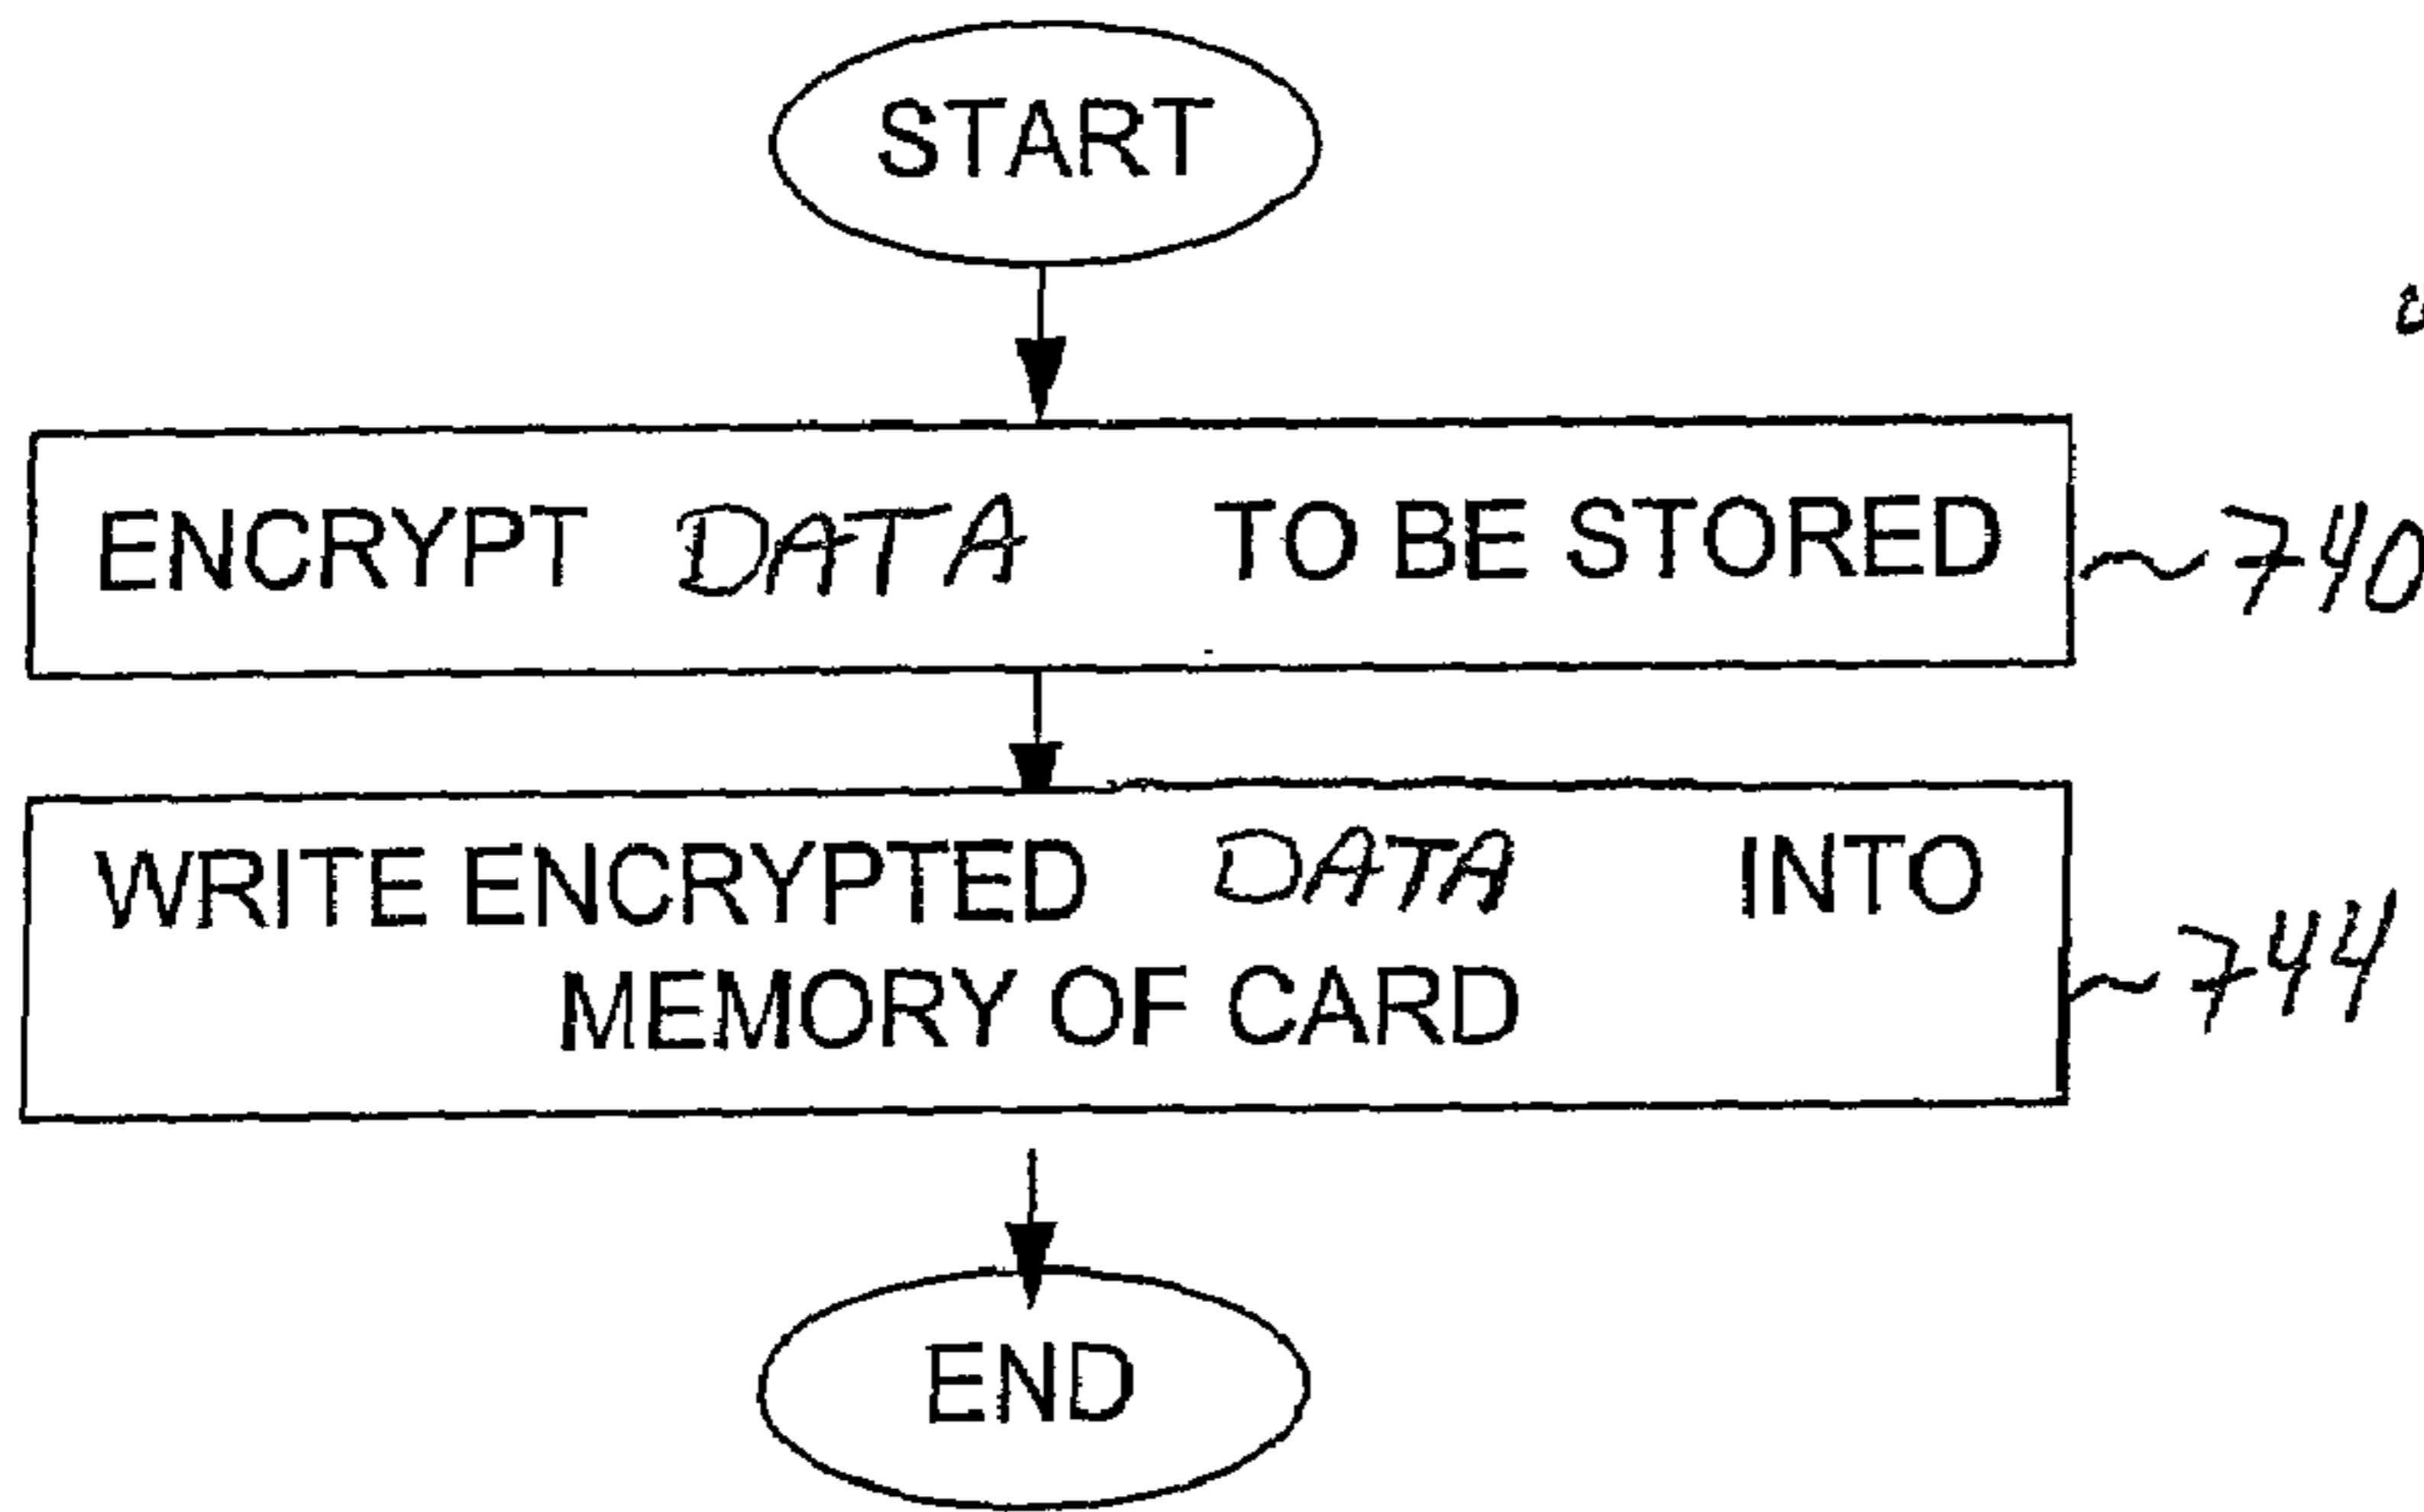 START
ENCRYPT DATA TO BE STORED
~740
WRITE ENCRYPTED DATA INTO
MEMORY OF CARD
~744
END